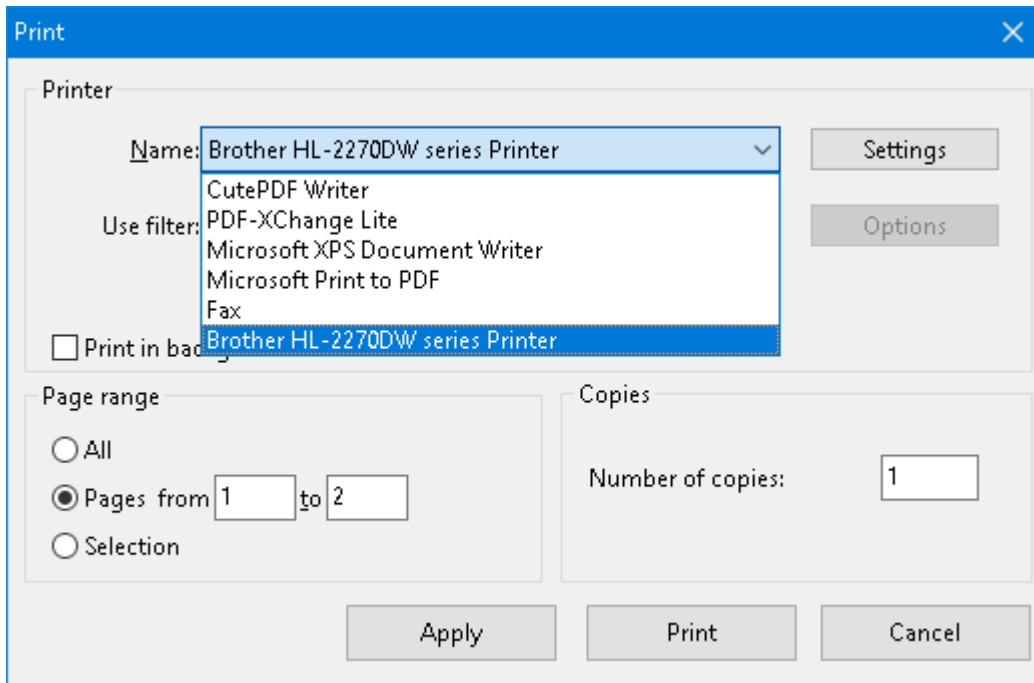 Print
Printer
Name: Brother HL-2270DW series Printer
Settings
CutePDF Writer
Use filter: PDF-XChange Lite
Options
Microsoft XPS Document Writer
Microsoft Print to PDF
Fax
Brother HL-2270DW series Printer
Print in
Page range
All
Pages from 1 to 2
Selection
Copies
Number of copies: 1
Apply
Print
Cancel